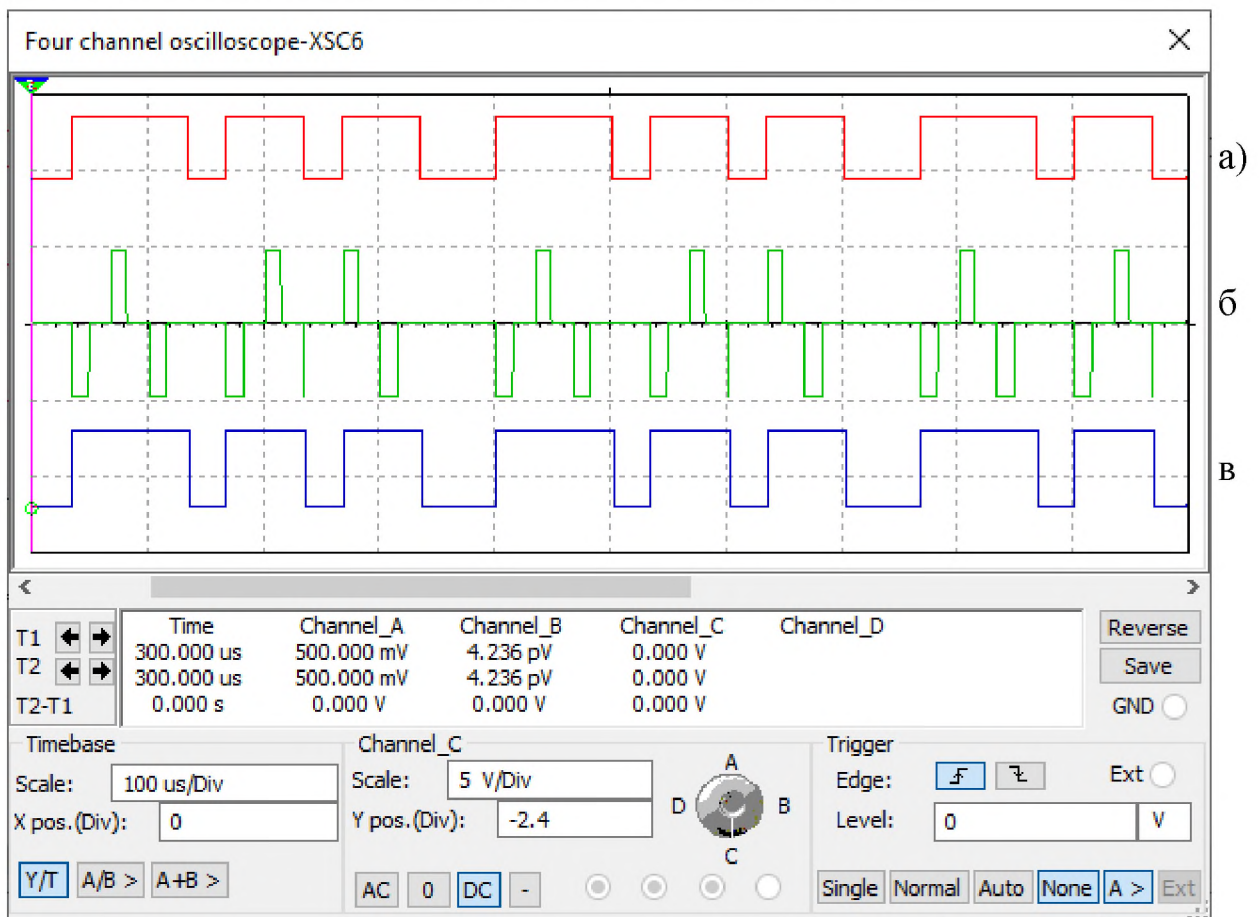 Four channel oscilloscope-XSC6
а)
б
в
T1
T2
T2-T1
Time Channel_A Channel_B Channel_C Channel_D
300.000 us 500.000 mV 4.236 pV 0.000 V
300.000 us 500.000 mV 4.236 pV 0.000 V
0.000 s 0.000 V 0.000 V 0.000 V
Reverse
Save
GND
Timebase
Scale: 100 us/Div
X pos.(Div): 0
Y/T A/B > A+B >
Channel_C
Scale: 5 V/Div
Y pos.(Div): -2.4
AC 0 DC -
A
D B
C
Trigger
Edge: Ext
Level: 0 V
Single Normal Auto None A > Ext